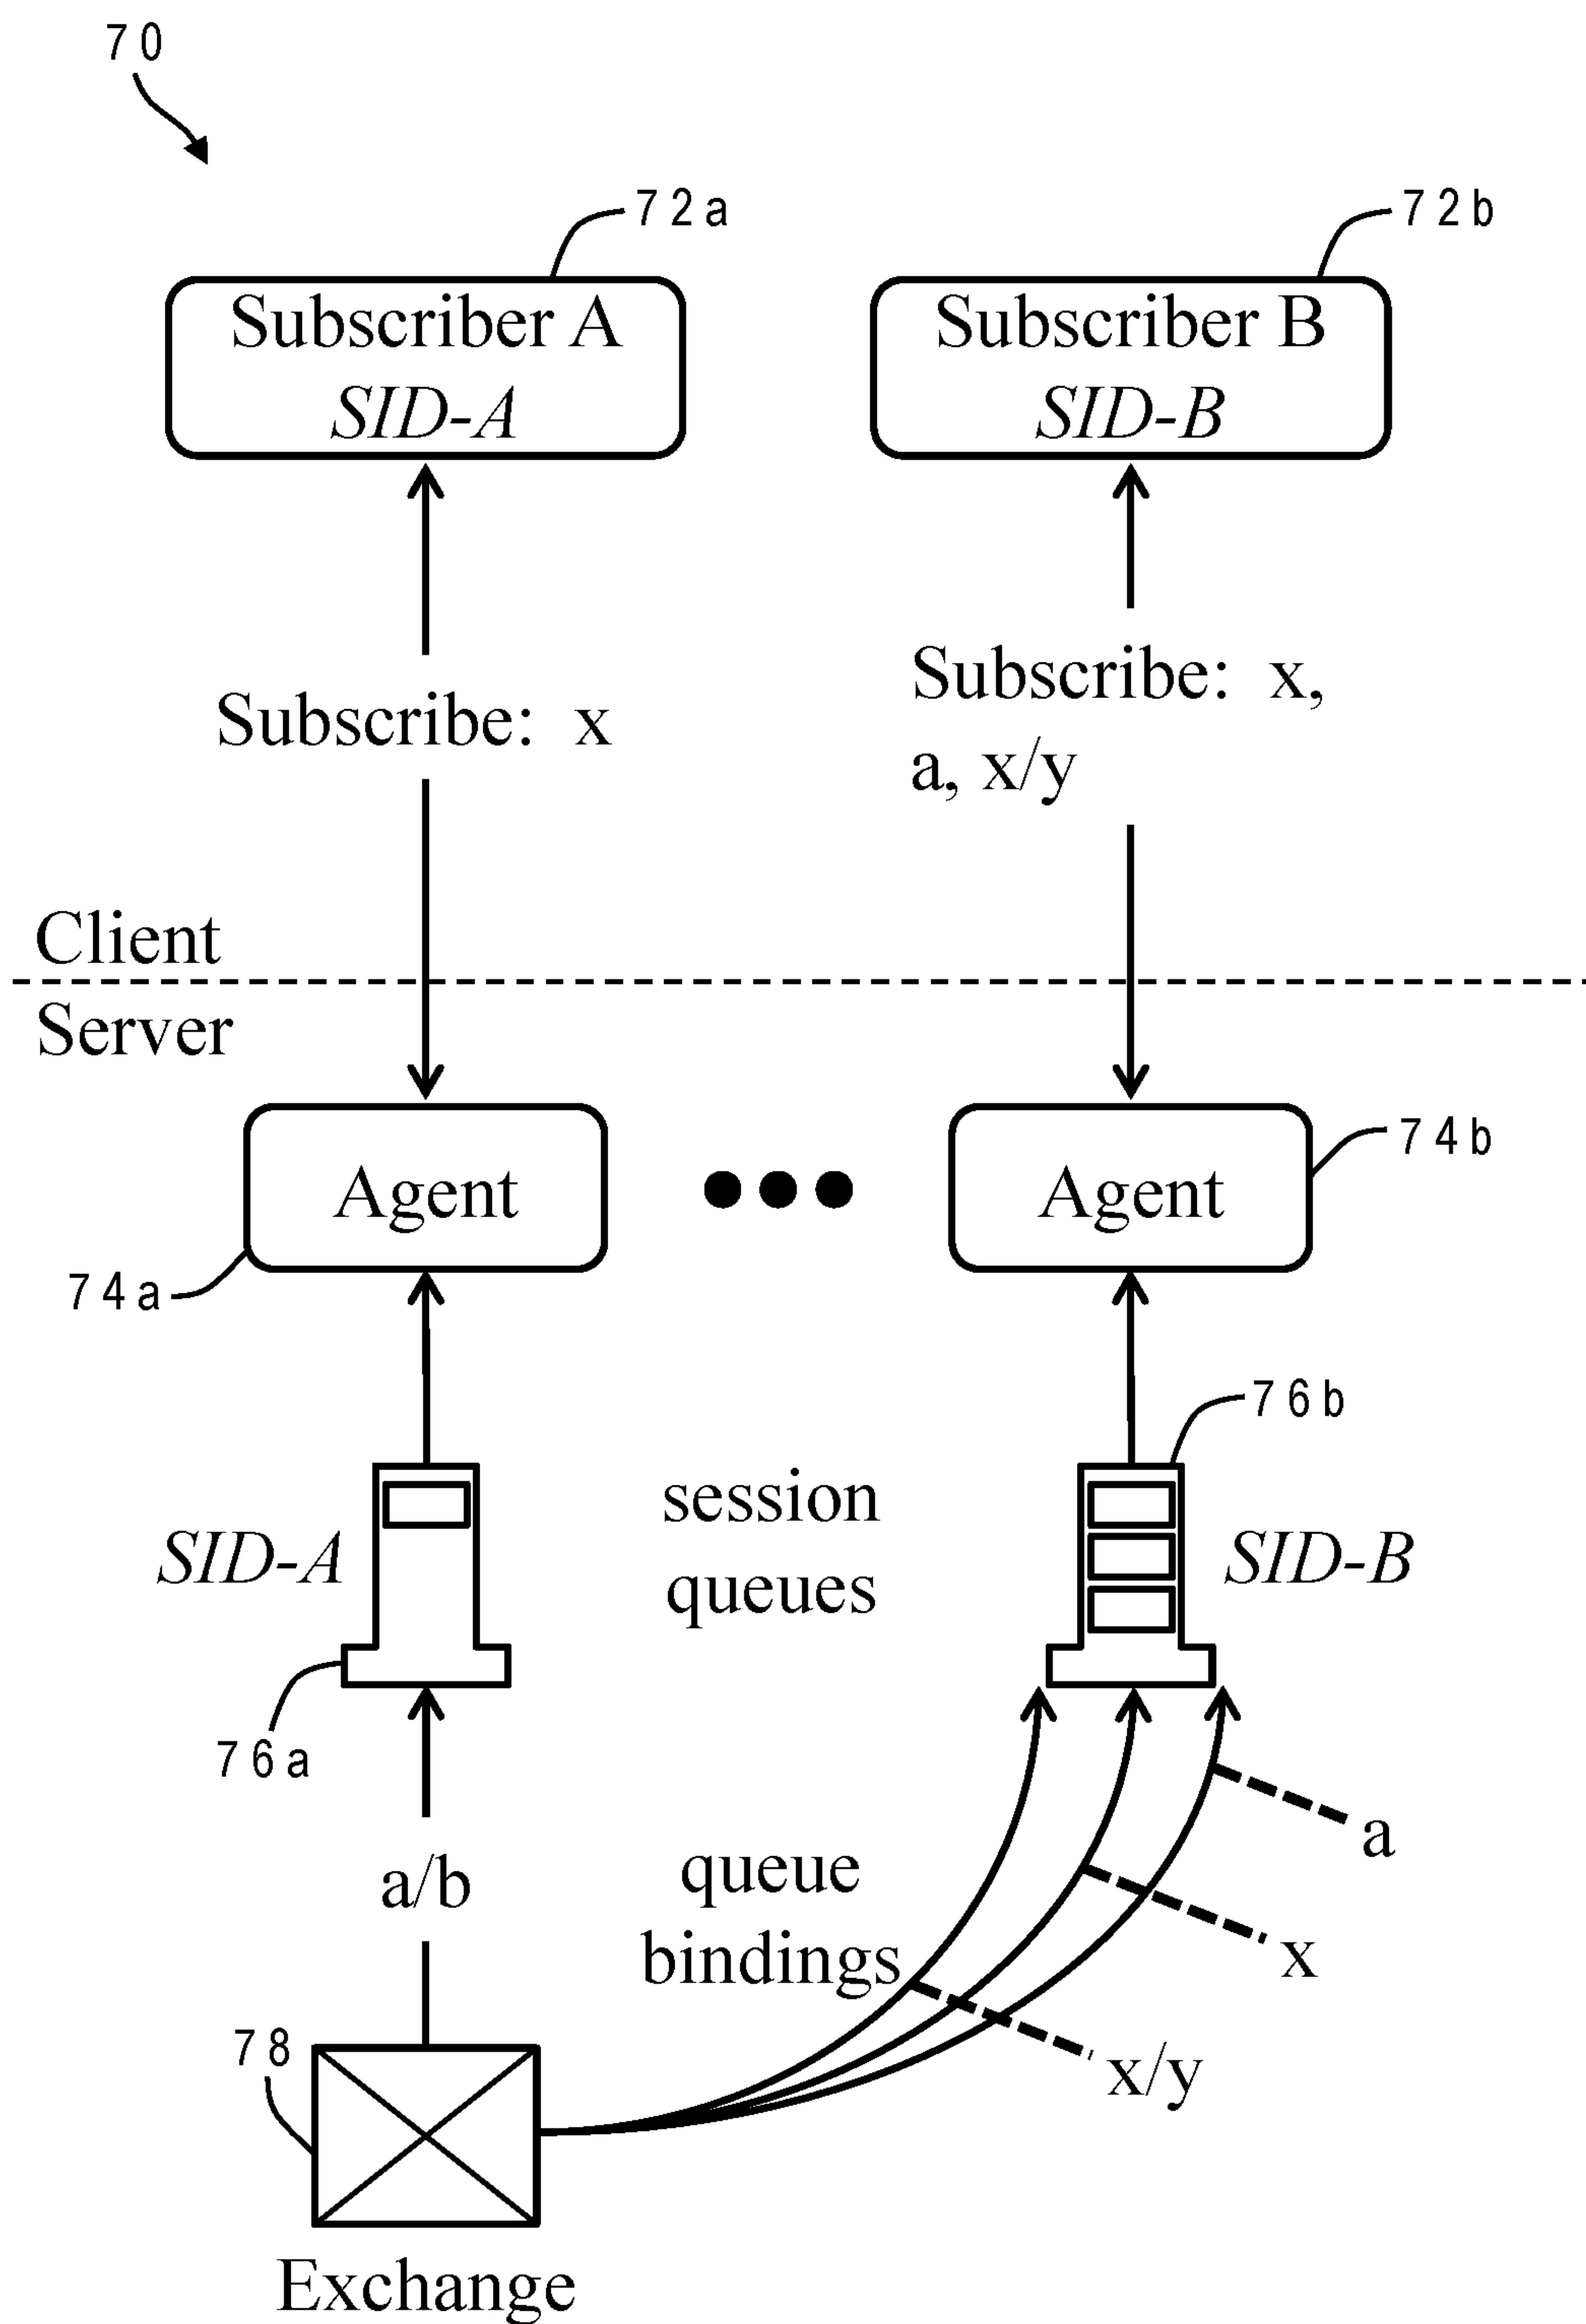 70
72a
72b
Subscriber A
SID-A
Subscriber B
SID-B
Subscribe: x
Subscribe: x,
a, x/y
Client
Server
Agent
Agent
74b
74a
76b
SID-A
session
queues
SID-B
76a
a
a/b
queue
bindings
x
78
x/y
Exchange